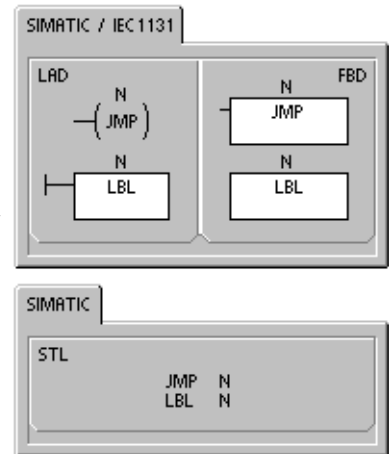 SIMATIC / IEC1131
LAD
N
JMP
N
LBL
FBD
N
JMP
N
LBL
SIMATIC
STL
JMP N
LBL N